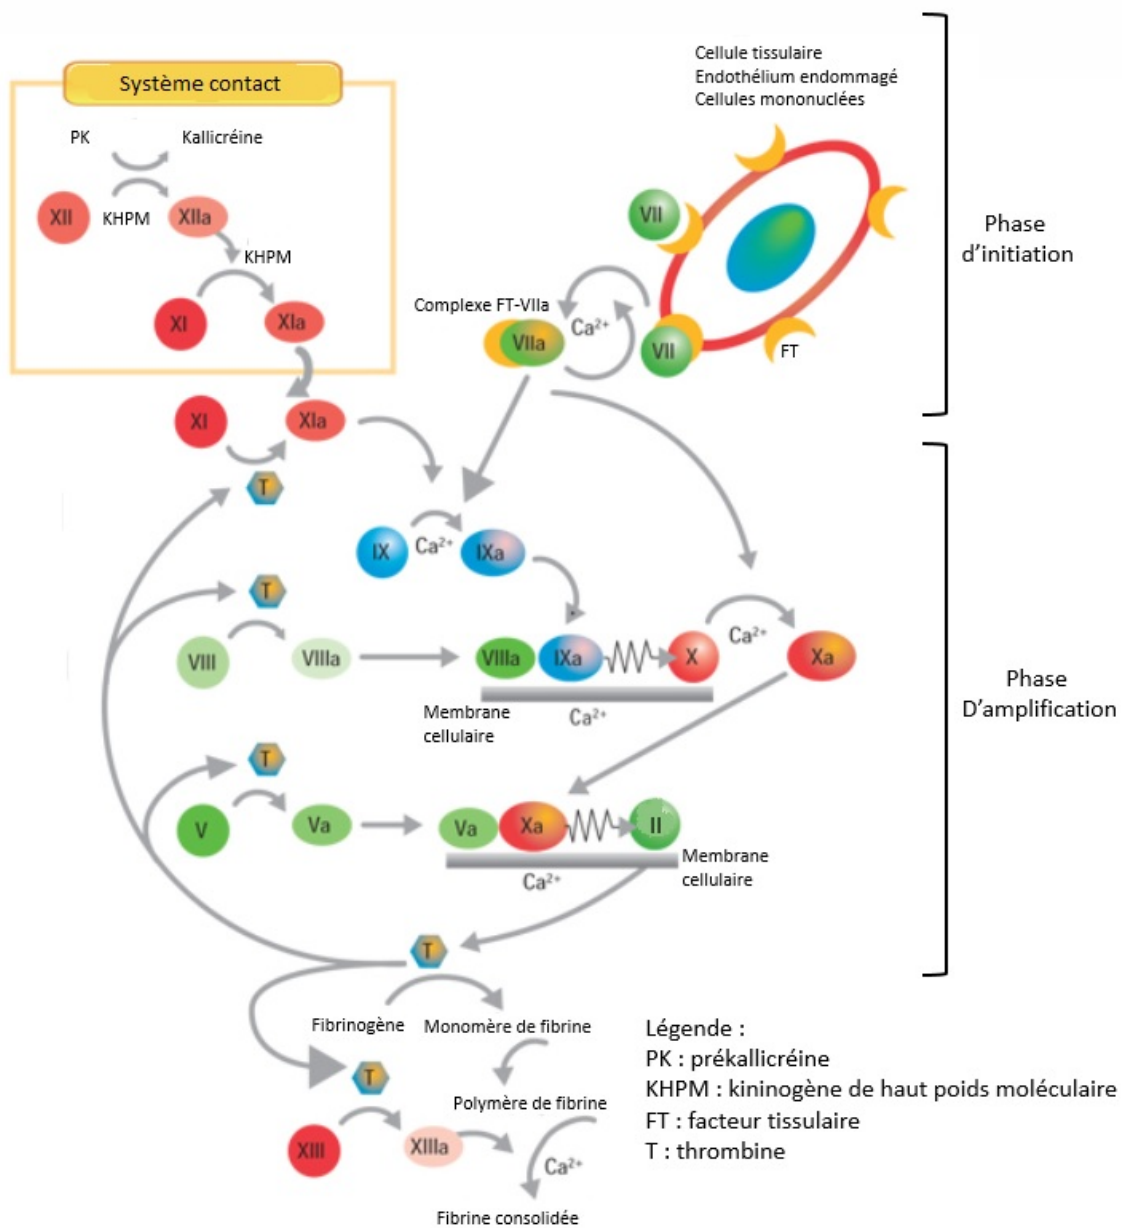 Cellule tissulaire
Endothélium endommagé
Cellules mononuclées
Système contact
PK
Kallicréine
XII
KHPM
XIIa
KHPM
XI
XIa
VII
Phase
d'initiation
Complexe FT-VIIa
VIIa
Ca²⁺
VII
FT
XI
XIa
T
IX
Ca²⁺
IXa
T
VIII
VIIIa
VIIIa
IXa
X
Ca²⁺
Xa
Membrane
cellulaire
Ca²⁺
Phase
D'amplification
T
V
Va
Va
Xa
II
Ca²⁺
Membrane
cellulaire
T
Fibrinogène
Monomère de fibrine
T
Polymère de fibrine
XIII
XIIIa
Ca²⁺
Fibrine consolidée
Légende :
PK : prékallicréine
KHPM : kininogène de haut poids moléculaire
FT : facteur tissulaire
T : thrombine